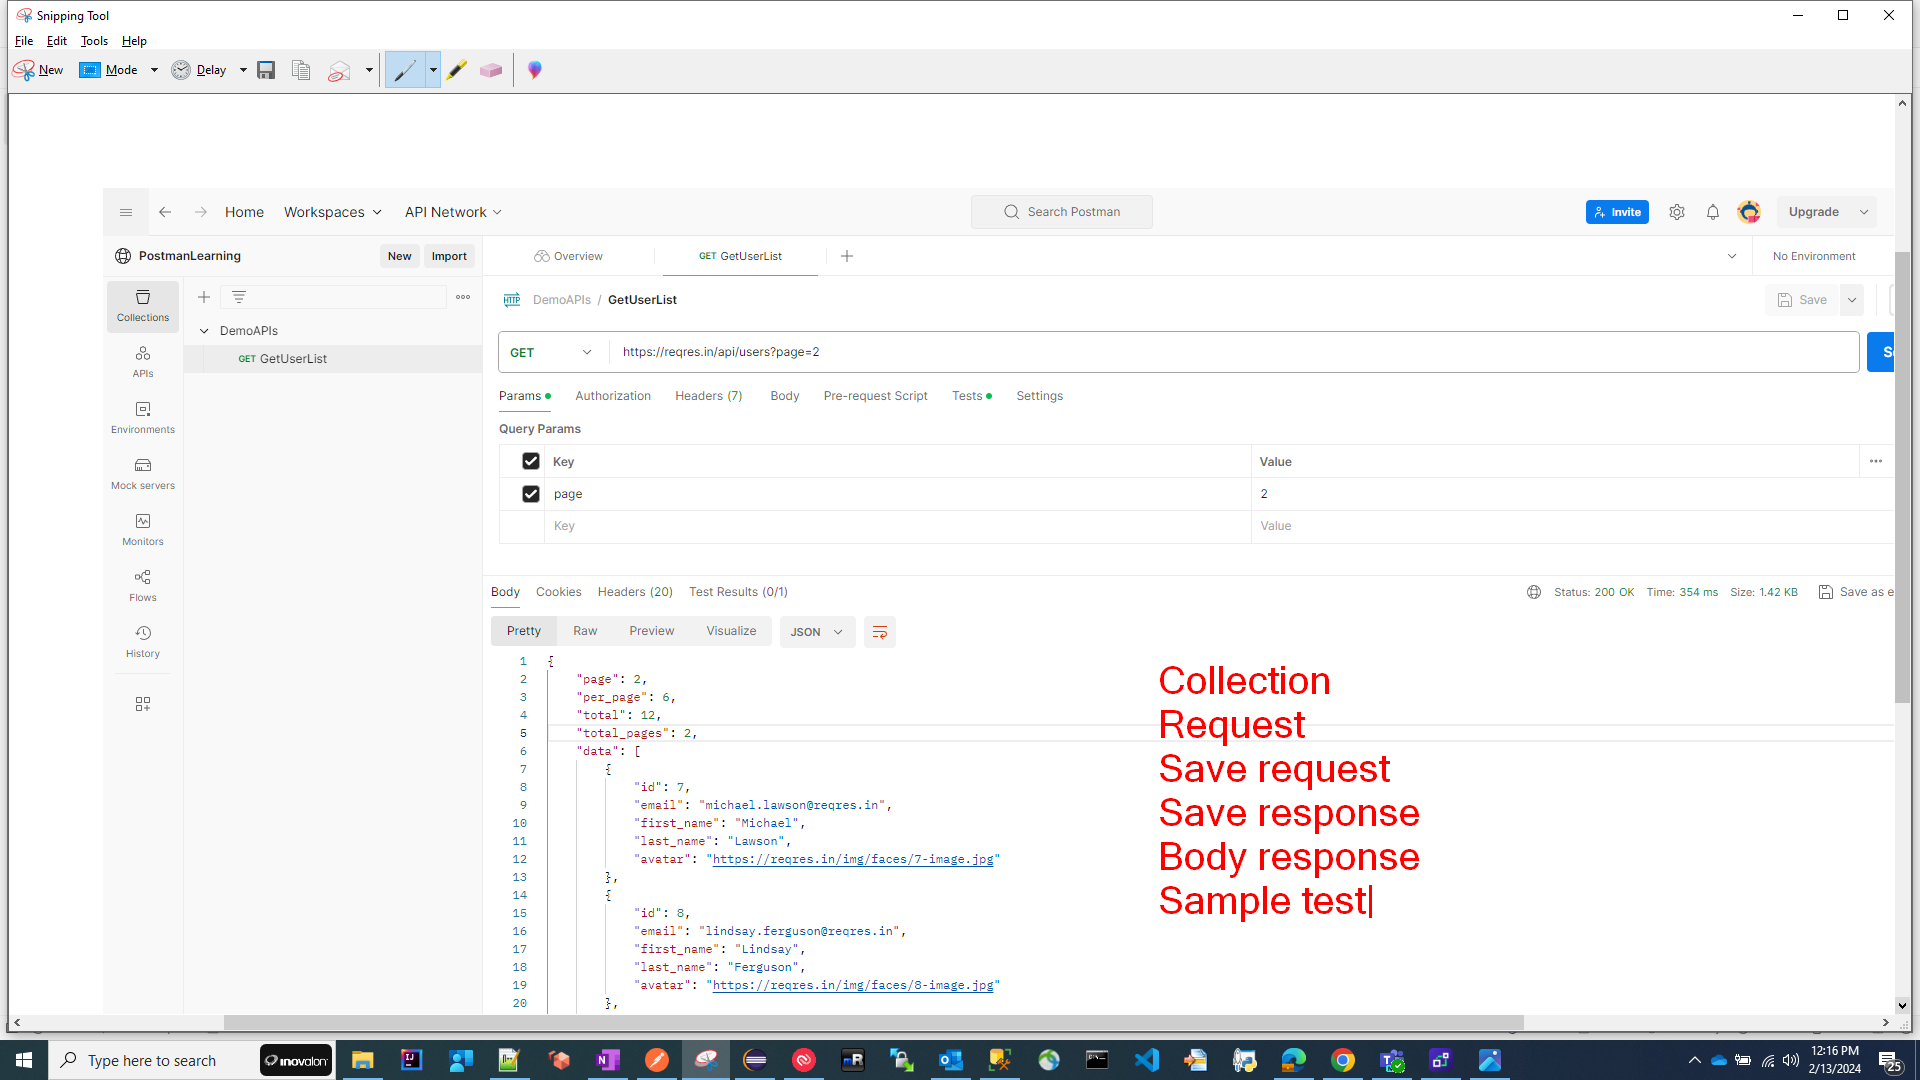 Snipping Tool
File Edit Tools Help
New Mode Delay
Home Workspaces API Network Search Postman Invite Upgrade
PostmanLearning New Import Overview GET GetUserList No Environment
Collections
DemoAPIs / GetUserList Save
DemoAPIs
GET GetUserList
GET https://reqres.in/api/users?page=2
APIs
Params Authorization Headers (7) Body Pre-request Script Tests Settings
Environments
Query Params
Key Value
Mock servers
page 2
Key Value
Monitors
Flows
Body Cookies Headers (20) Test Results (0/1) Status: 200 OK Time: 354 ms Size: 1.42 KB Save as e
History
Pretty Raw Preview Visualize JSON
1 {
2 "page": 2,
3 "per_page": 6,
4 "total": 12,
5 "total_pages": 2,
6 "data": [
7 {
8 "id": 7,
9 "email": "michael.lawson@reqres.in",
10 "first_name": "Michael",
11 "last_name": "Lawson",
12 "avatar": "https://reqres.in/img/faces/7-image.jpg"
13 },
14 {
15 "id": 8,
16 "email": "lindsay.ferguson@reqres.in",
17 "first_name": "Lindsay",
18 "last_name": "Ferguson",
19 "avatar": "https://reqres.in/img/faces/8-image.jpg"
20 },
Collection
Request
Save request
Save response
Body response
Sample test
Type here to search inovalon
12:16 PM
2/13/2024
25